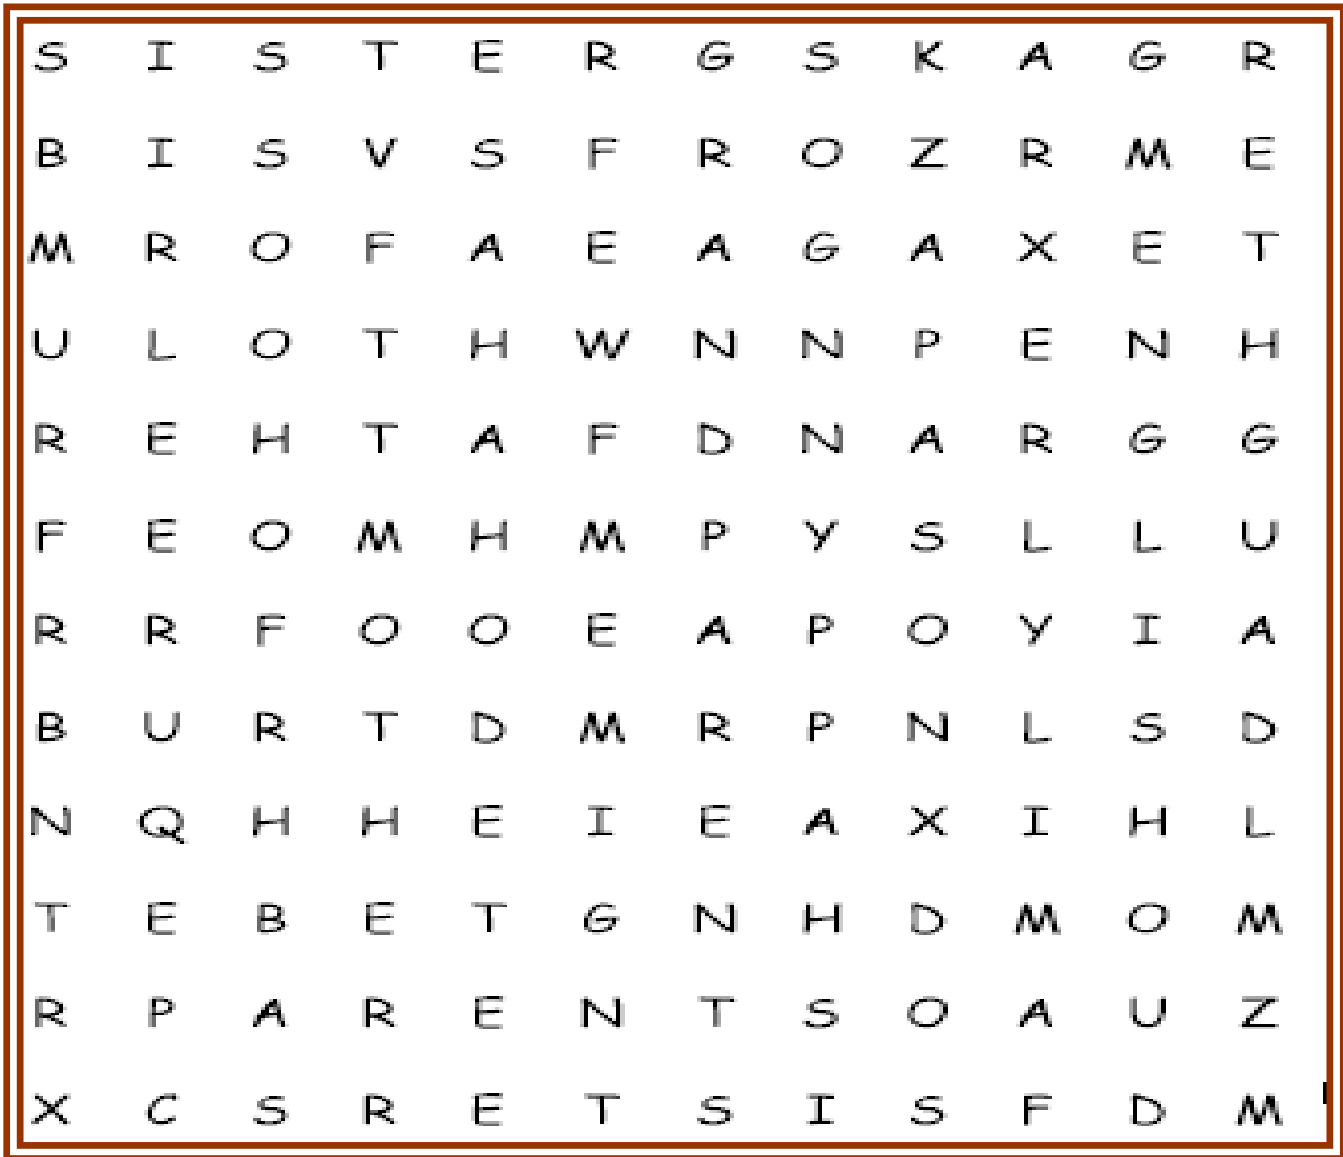 S I S T E R G S K A G R
B I S V S F R O Z R M E
M R O F A E A G A X E T
U L O T H W N N P E N H
R E H T A F D N A R G G
F E O M H M P Y S L L U
R R F O O E A P O Y I A
B U R T D M R P N L S D
N Q H H E I E A X I H L
T E B E T G N H D M O M
R P A R E N T S O A U Z
X C S R E T S I S F D M